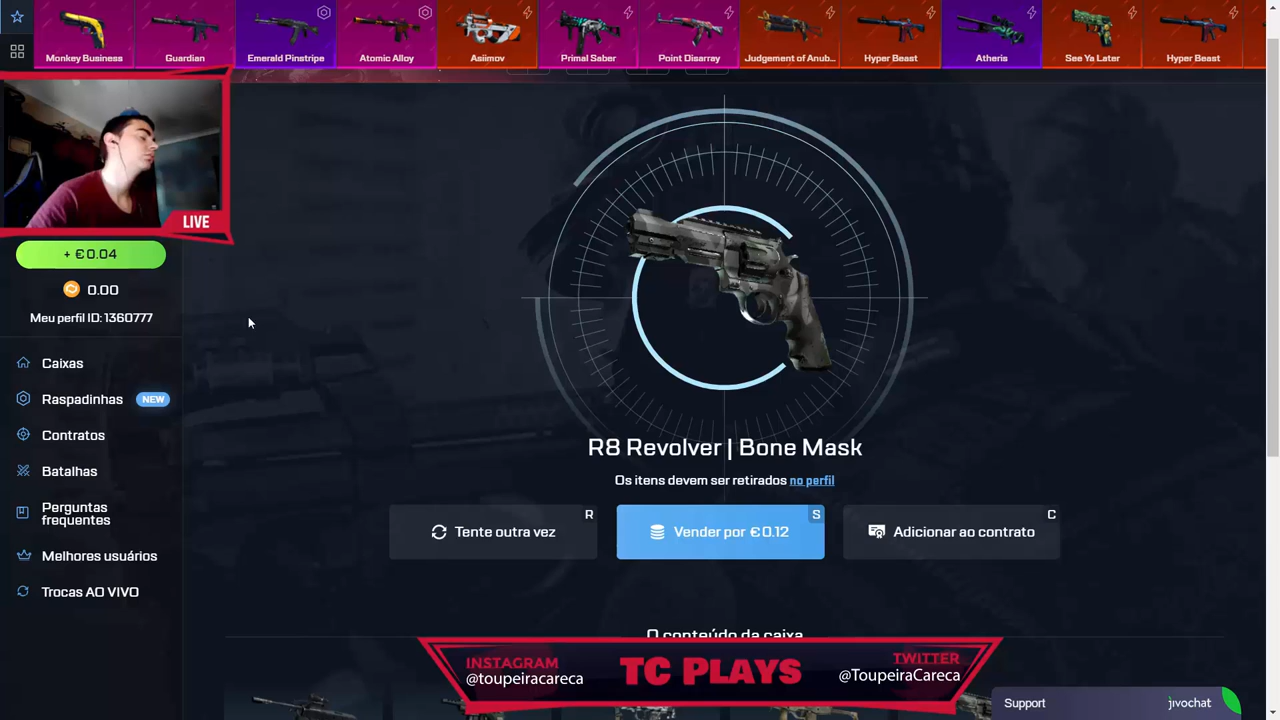 Monkey Business
Guardian
Emerald Pinstripe
Atomic Alloy
Asiimov
Primal Saber
Point Disarray
Judgement of Anub...
Hyper Beast
Atheris
See Ya Later
Hyper Beast
LIVE
+ €0.04
0.00
Meu perfil ID: 1360777
Caixas
Raspadinhas NEW
Contratos
Batalhas
Perguntas
frequentes
Melhores usuários
Trocas AO VIVO
R8 Revolver | Bone Mask
Os itens devem ser retirados no perfil
Tente outra vez R
Vender por €0.12 S
Adicionar ao contrato C
O conteúdo da caixa
INSTAGRAM
@toupeiracareca
TC PLAYS
TWITTER
@ToupeiraCareca
Support
jivochat